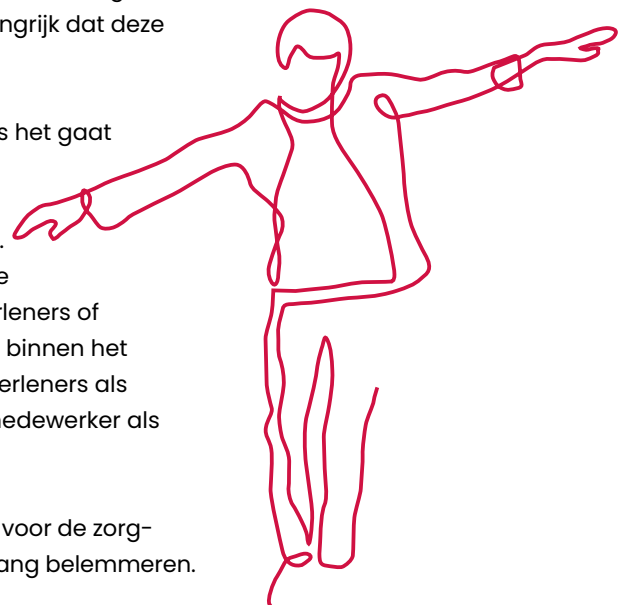 ngrijk dat deze
s het gaat
.
e
rleners of
binnen het
erleners als
nedewerker als
voor de zorg-
ang belemmeren.